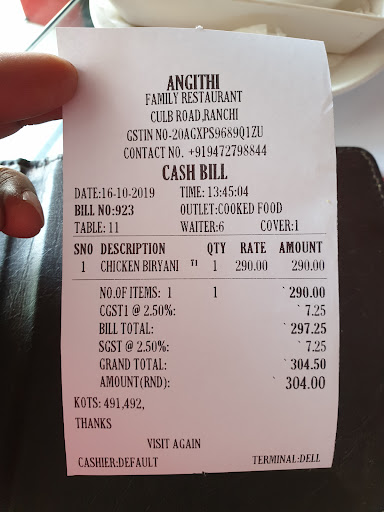 ANGITHI
FAMILY RESTAURANT
CULB ROAD,RANCHI
GSTIN NO-20AGXPS9689Q1ZU
CONTACT NO. +919472798844
CASH BILL
DATE:16-10-2019 TIME: 13:45:04
BILL NO:923 OUTLET:COOKED FOOD
TABLE: 11 WAITER:6 COVER:1
SNO DESCRIPTION QTY RATE AMOUNT
1 CHICKEN BIRYANI T1 1 290.00 290.00
NO.OF ITEMS: 1 1 `290.00
CGST1 @ 2.50%: ` 7.25
BILL TOTAL: ` 297.25
SGST @ 2.50%: ` 7.25
GRAND TOTAL: ` 304.50
AMOUNT(RND): ` 304.00
KOTS: 491,492,
THANKS
VISIT AGAIN
CASHIER:DEFAULT TERMINAL:DELL